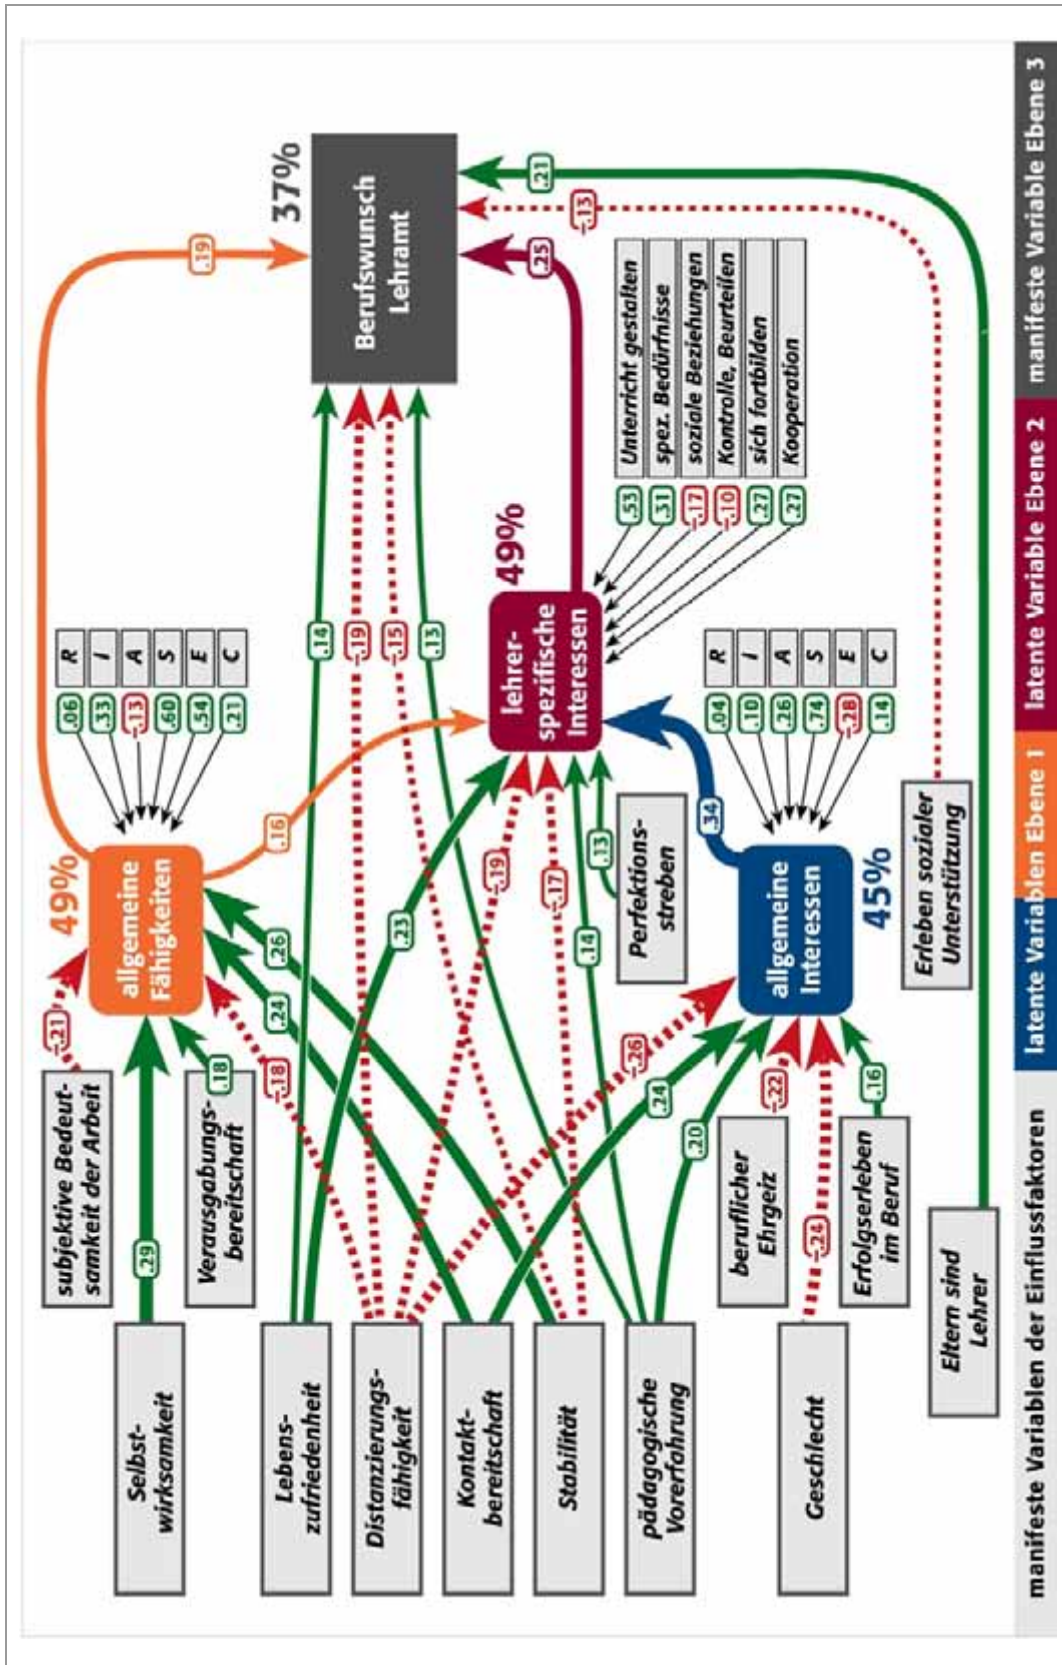 subjektive Bedeut-
samkeit der Arbeit
Selbst-
wirksamkeit
Verausgabungs-
bereitschaft
Lebens-
zufriedenheit
Distanzierungs-
fähigkeit
Kontakt-
bereitschaft
Stabilität
pädagogische
Vorerfahrung
beruflicher
Ehrgeiz
Geschlecht
Erfolgserleben
im Beruf
Eltern sind
Lehrer
-.21
.29
.18
-.18
.24
.26
.23
-.19
-.17
.14
.13
-.26
.24
.20
-.22
-.24
.16
49%
allgemeine
Fähigkeiten
.06 R
.33 I
-.13 A
.60 S
.54 E
.21 C
.16
.19
Perfektions-
streben
allgemeine
Interessen
45%
.34
.04 R
.10 I
.26 A
.74 S
-.28 E
.14 C
Erleben sozialer
Unterstützung
.14
-.19
-.15
.13
49%
lehrer-
spezifische
Interessen
.53 Unterricht gestalten
.31 spez. Bedürfnisse
-.17 soziale Beziehungen
-.10 Kontrolle, Beurteilen
.27 sich fortbilden
.27 Kooperation
.25
-.13
.21
37%
Berufswunsch
Lehramt
manifeste Variablen der Einflussfaktoren
latente Variablen Ebene 1
latente Variable Ebene 2
manifeste Variable Ebene 3